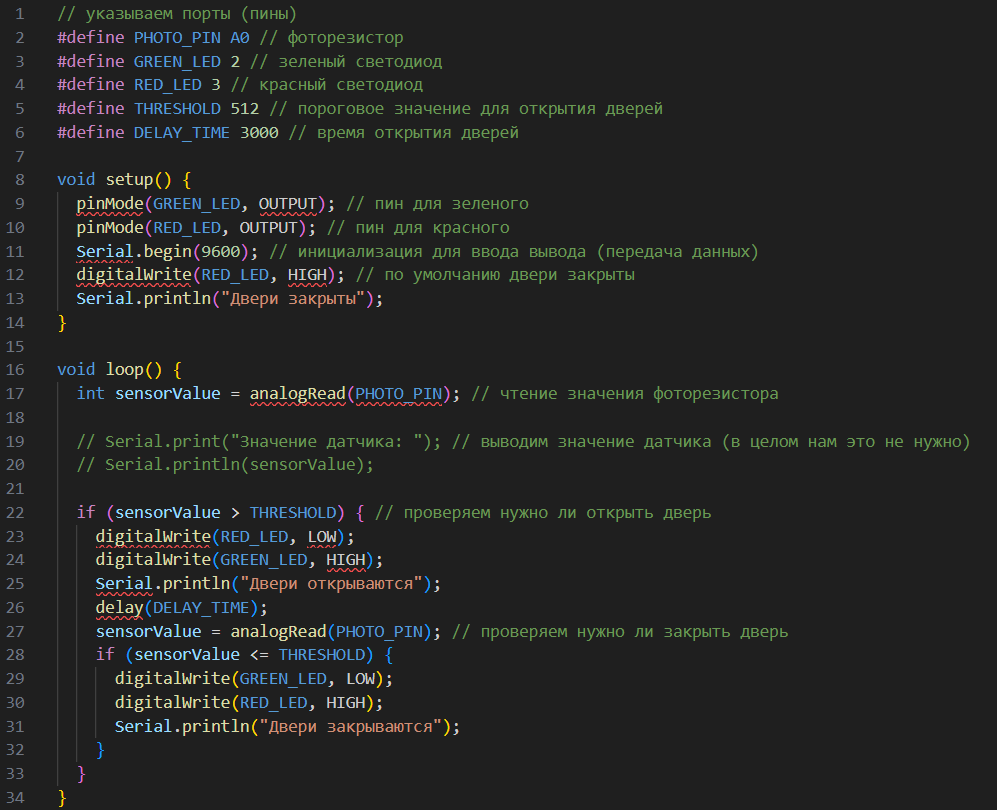 1 // указываем порты (пины)
2 #define PHOTO_PIN A0 // фоторезистор
3 #define GREEN_LED 2 // зеленый светодиод
4 #define RED_LED 3 // красный светодиод
5 #define THRESHOLD 512 // пороговое значение для открытия дверей
6 #define DELAY_TIME 3000 // время открытия дверей
7
8 void setup() {
9   pinMode(GREEN_LED, OUTPUT); // пин для зеленого
10   pinMode(RED_LED, OUTPUT); // пин для красного
11   Serial.begin(9600); // инициализация для ввода вывода (передача данных)
12   digitalWrite(RED_LED, HIGH); // по умолчанию двери закрыты
13   Serial.println("Двери закрыты");
14 }
15
16 void loop() {
17   int sensorValue = analogRead(PHOTO_PIN); // чтение значения фоторезистора
18
19   // Serial.print("Значение датчика: "); // выводим значение датчика (в целом нам это не нужно)
20   // Serial.println(sensorValue);
21
22   if (sensorValue > THRESHOLD) { // проверяем нужно ли открыть дверь
23     digitalWrite(RED_LED, LOW);
24     digitalWrite(GREEN_LED, HIGH);
25     Serial.println("Двери открываются");
26     delay(DELAY_TIME);
27     sensorValue = analogRead(PHOTO_PIN); // проверяем нужно ли закрыть дверь
28     if (sensorValue <= THRESHOLD) {
29       digitalWrite(GREEN_LED, LOW);
30       digitalWrite(RED_LED, HIGH);
31       Serial.println("Двери закрываются");
32     }
33   }
34 }